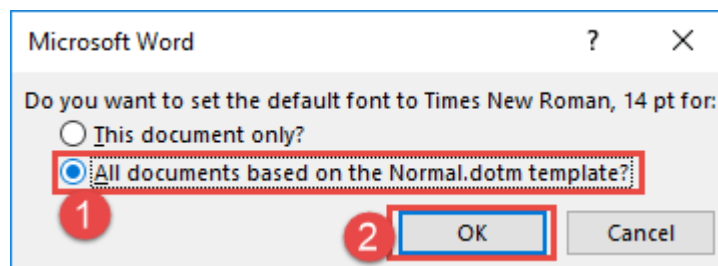 Microsoft Word ?
Do you want to set the default font to Times New Roman, 14 pt for:
This document only?
All documents based on the Normal.dotm template?
1
2 OK Cancel